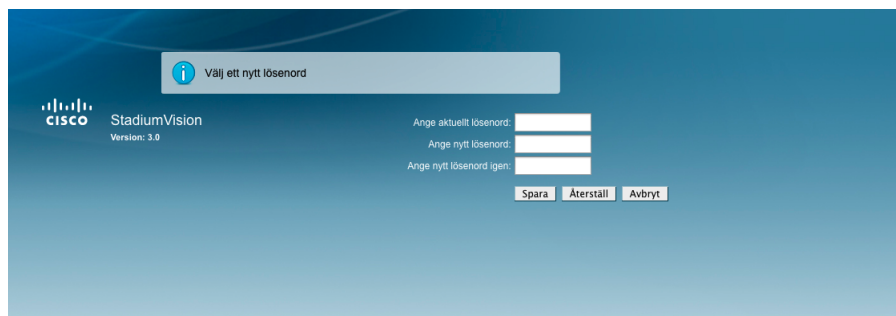 Välj ett nytt lösenord
CISCO
StadiumVision
Version: 3.0
Ange aktuellt lösenord:
Ange nytt lösenord:
Ange nytt lösenord igen:
Spara Återställ Avbryt